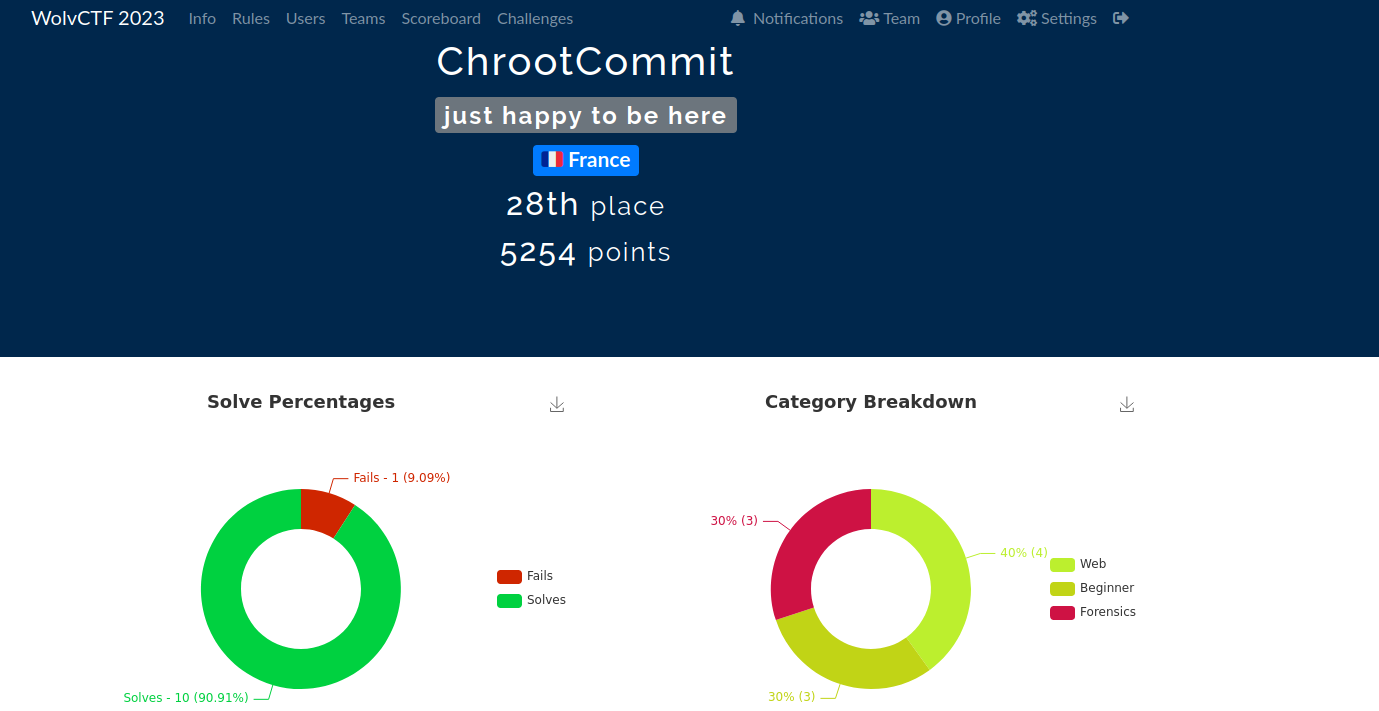 WolvCTF 2023 Info Rules Users Teams Scoreboard Challenges Notifications Team Profile Settings
ChrootCommit
just happy to be here
France
28th place
5254 points
Solve Percentages
Category Breakdown
Fails - 1 (9.09%)
Solves - 10 (90.91%)
Fails
Solves
30% (3)
40% (4)
30% (3)
Web
Beginner
Forensics